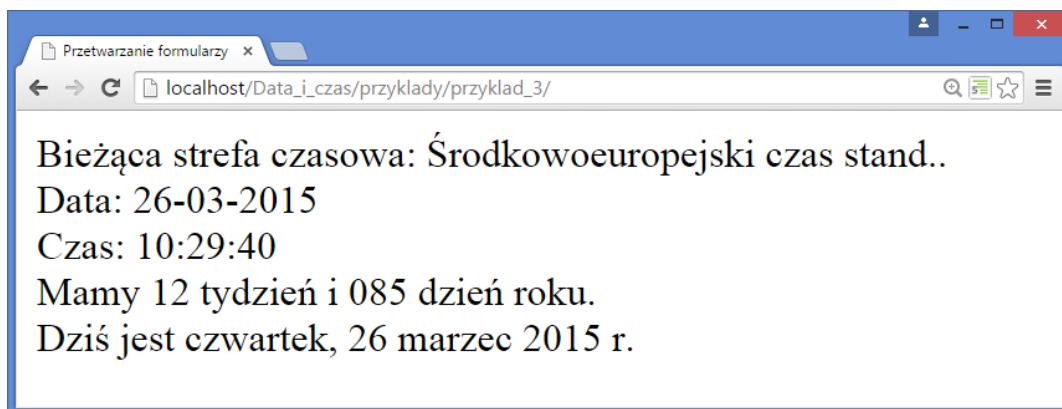 Przetwarzanie formularzy
localhost/Data_i_czas/przyklady/przyklad_3/
Bieżąca strefa czasowa: Środkowoeuropejski czas stand..
Data: 26-03-2015
Czas: 10:29:40
Mamy 12 tydzień i 085 dzień roku.
Dziś jest czwartek, 26 marzec 2015 r.